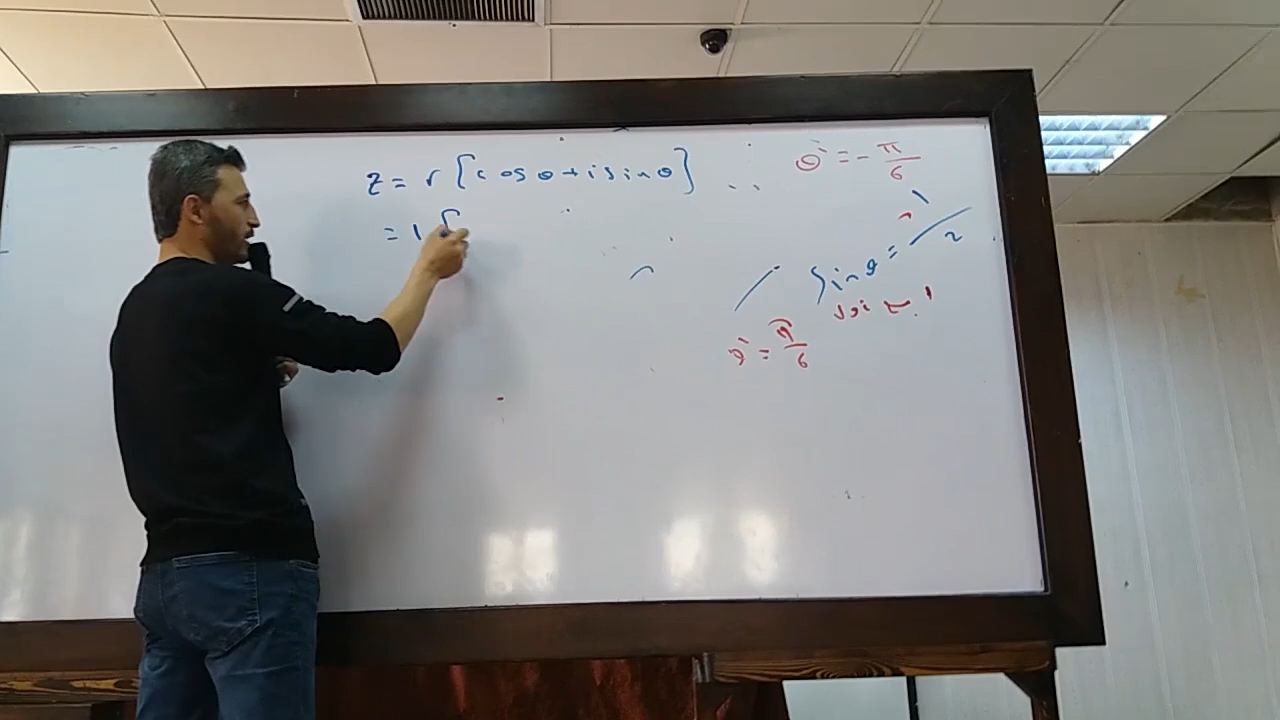 z = r [cos θ + i sin θ]
= 1 [
θ = - π/6
sin θ = 1/2
θ = π/6